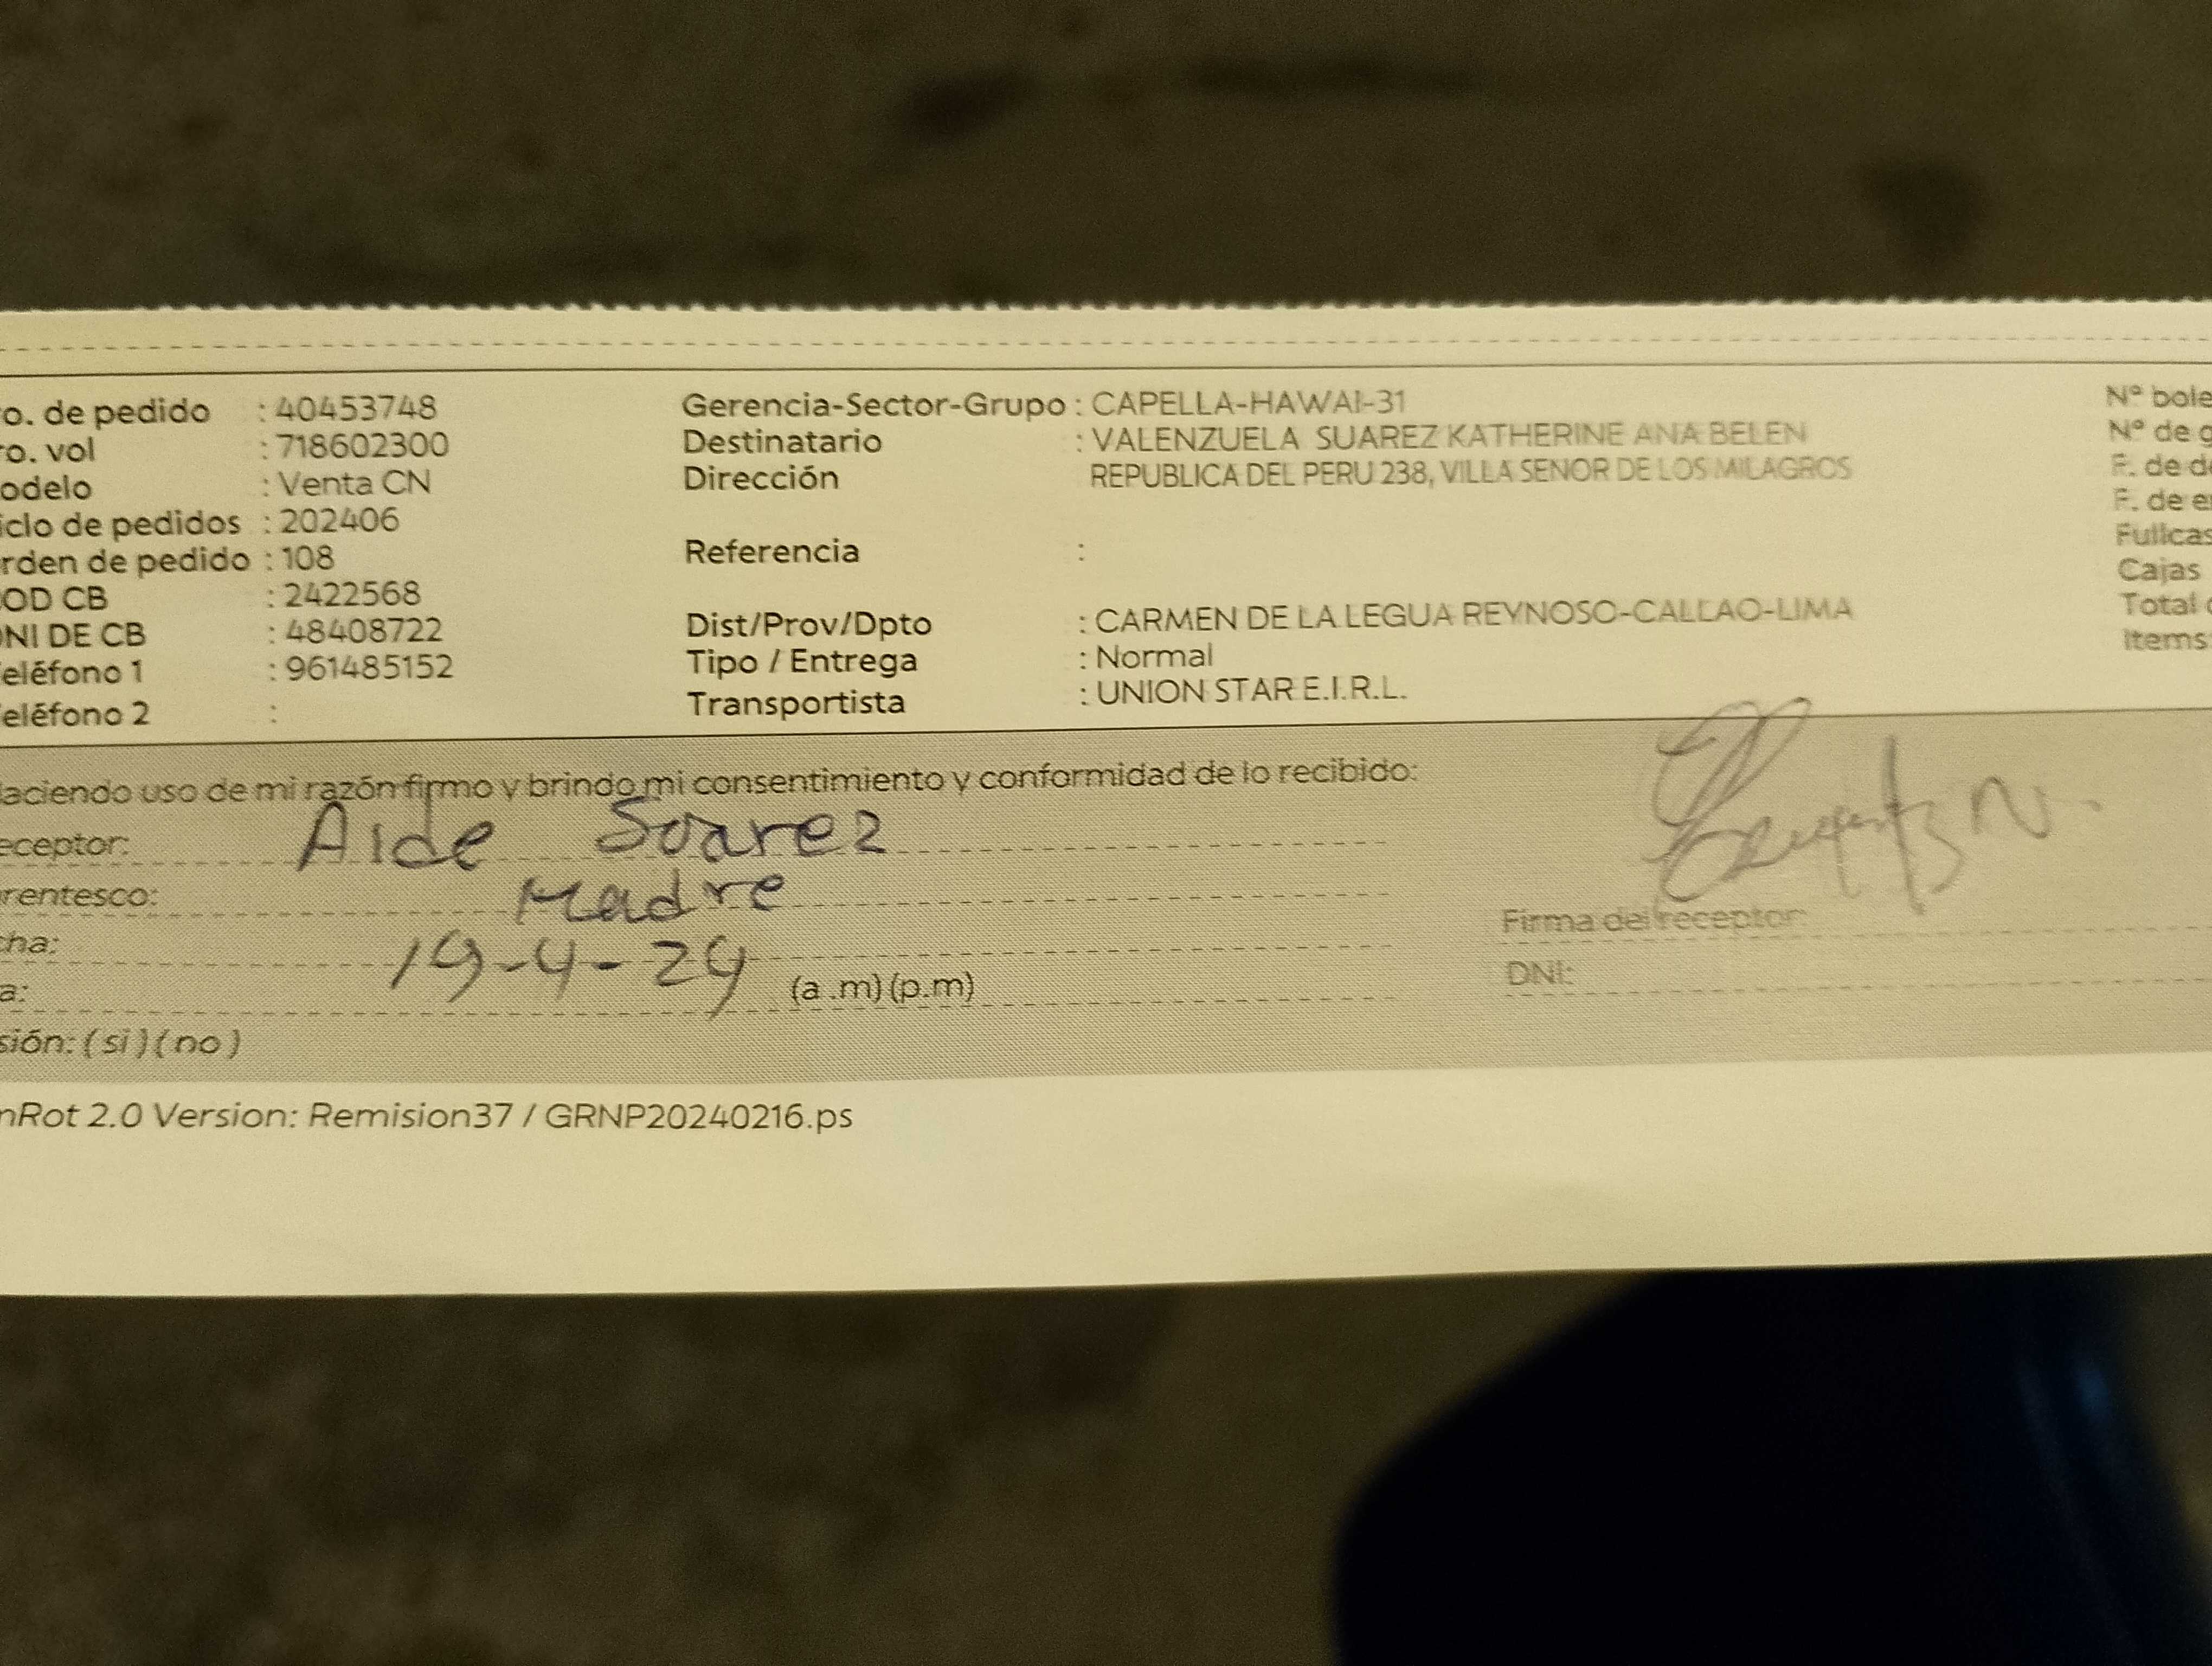 o. de pedido : 40453748 Gerencia-Sector-Grupo : CAPELLA-HAWAI-31 Nº bole
ro. vol : 718602300 Destinatario : VALENZUELA SUAREZ KATHERINE ANA BELEN Nº de g
odelo : Venta CN Dirección REPUBLICA DEL PERU 238, VILLA SENOR DE LOS MILAGROS F. de de
iclo de pedidos : 202406 F. de e
rden de pedido : 108 Referencia : Fullcas
OD CB : 2422568 Cajas
NI DE CB : 48408722 Dist/Prov/Dpto : CARMEN DE LA LEGUA REYNOSO-CALLAO-LIMA Total
eléfono 1 : 961485152 Tipo / Entrega : Normal Items
eléfono 2 : Transportista : UNION STAR E.I.R.L.
aciendo uso de mi razón firmo y brindo mi consentimiento y conformidad de lo recibido:
eceptor: Aide Soarez
rentesco: Madre
cha: 19-4-24 Firma del receptor:
a: (a .m) (p.m) DNI:
sión: ( si ) ( no )
nRot 2.0 Version: Remision37 / GRNP20240216.ps